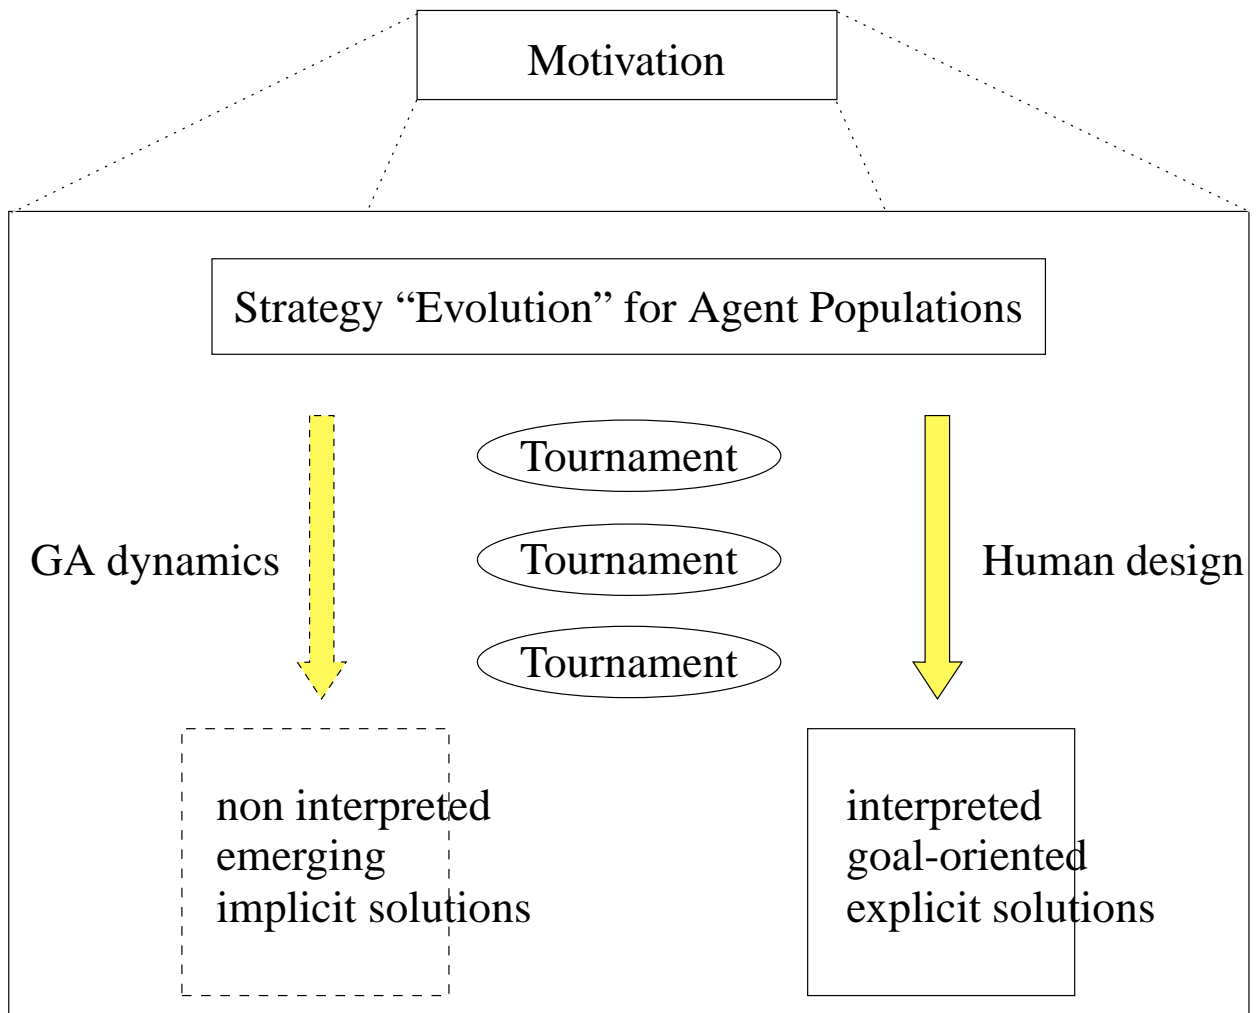 Motivation
Strategy “Evolution” for Agent Populations
Tournament
GA dynamics
Tournament
Human design
Tournament
non interpreted
emerging
implicit solutions
interpreted
goal-oriented
explicit solutions